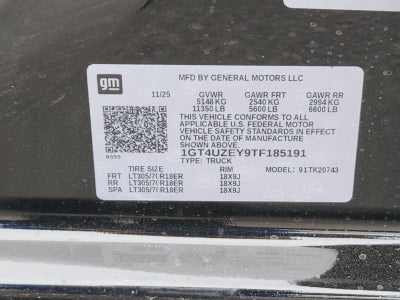 gm
MFD BY GENERAL MOTORS LLC
11/25 GVWR GAWR FRT GAWR RR
5148 KG 2540 KG 2994 KG
11350 LB 5600 LB 6600 LB
THIS VEHICLE CONFORMS TO ALL
APPLICABLE U.S. FEDERAL MOTOR
VEHICLE SAFETY STANDARDS IN
EFFECT ON THE DATE OF
MANUFACTURE SHOWN ABOVE.
1GT4UZEY9TF185191
TYPE: TRUCK
TIRE SIZE RIM MODEL: 91TK20743
FRT LT305/70R18ER 18X9J
RR LT305/70R18ER 18X9J
SPA LT305/70R18ER 18X9J